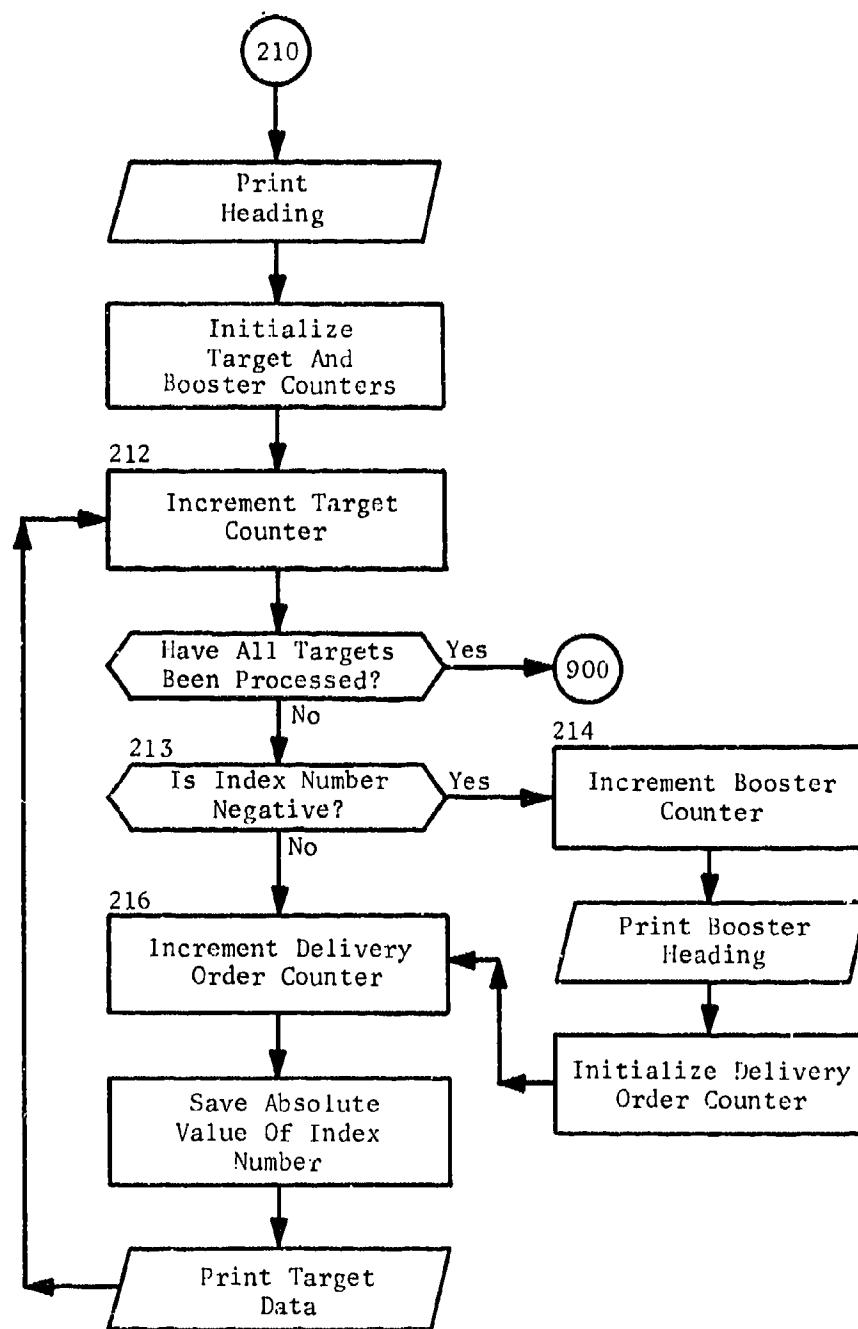 210
Print
Heading
Initialize
Target And
Booster Counters
212
Increment Target
Counter
Have All Targets
Been Processed?
Yes
900
No
213
Is Index Number
Negative?
Yes
214
Increment Booster
Counter
No
Print Booster
Heading
216
Increment Delivery
Order Counter
Initialize Delivery
Order Counter
Save Absolute
Value Of Index
Number
Print Target
Data